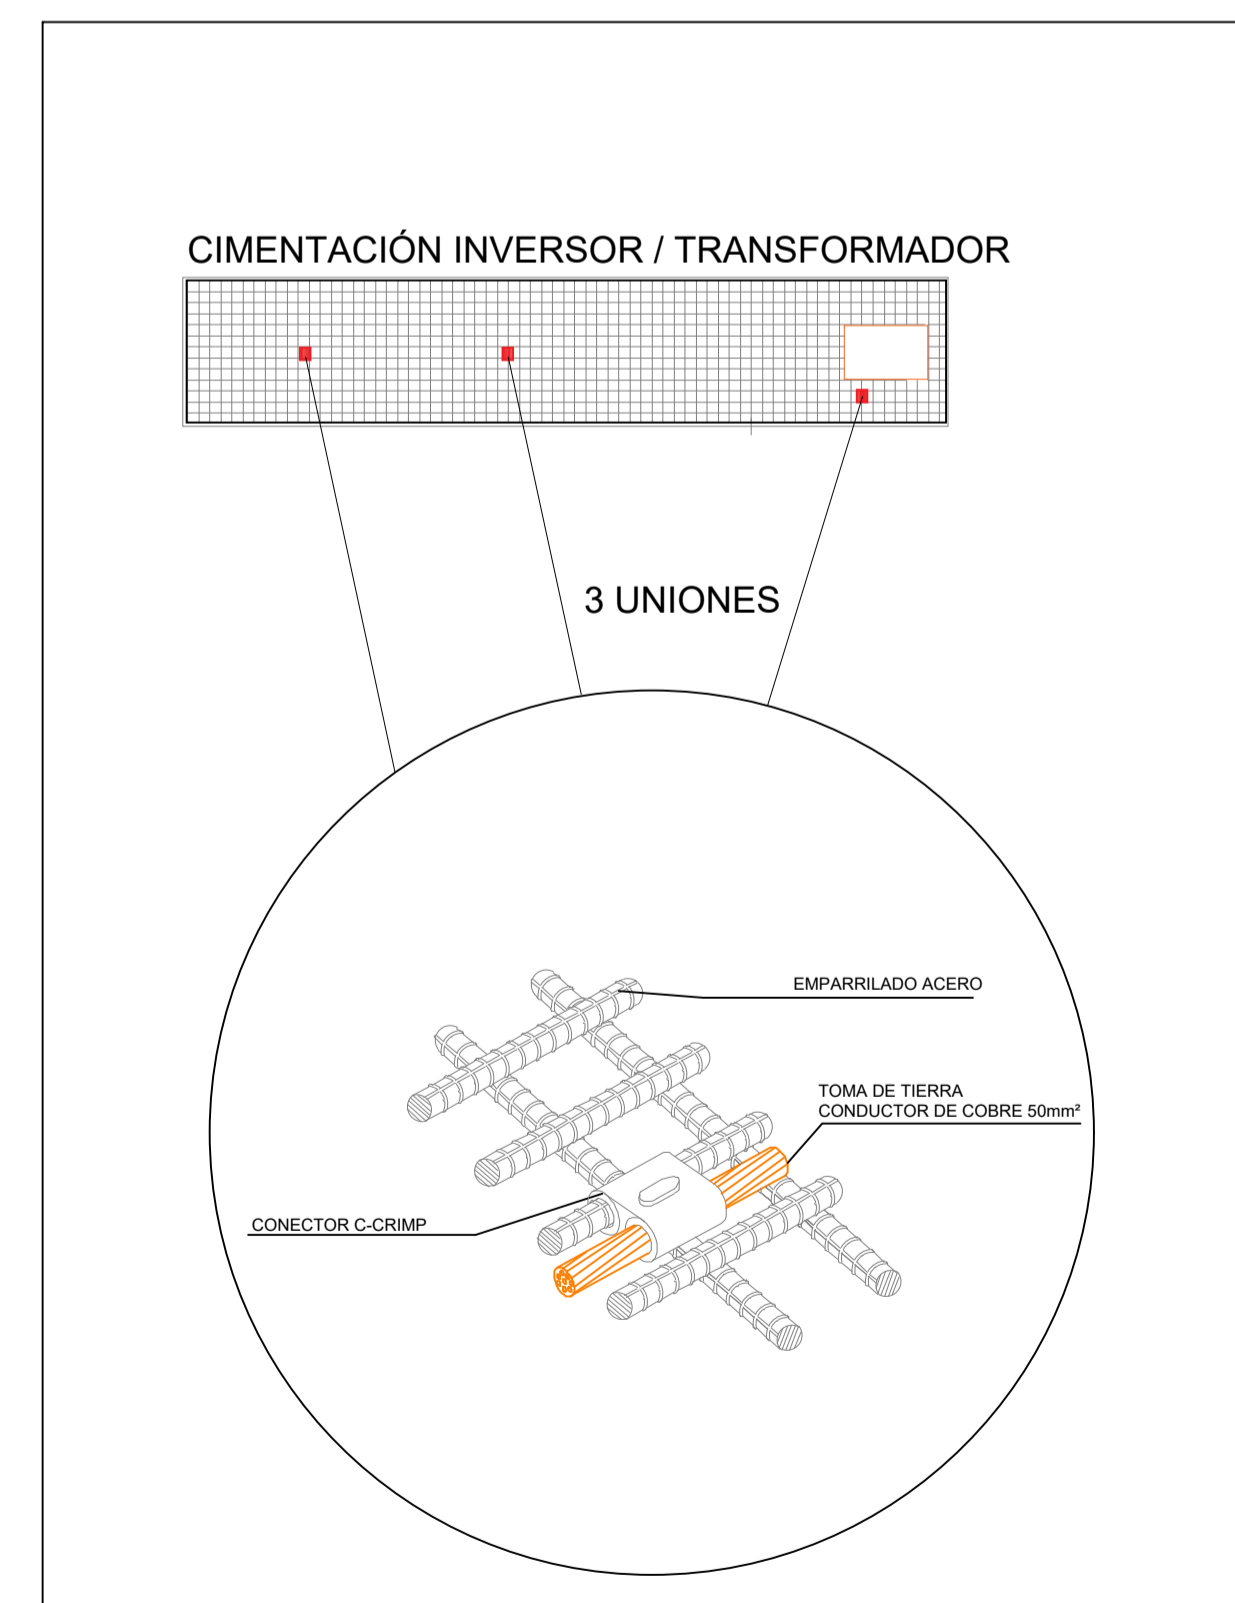 CIMENTACIÓN INVERSOR / TRANSFORMADOR
3 UNIONES
EMPARRILADO ACERO
TOMA DE TIERRA
CONDUCTOR DE COBRE 50mm²
CONECTOR C-CRIMP